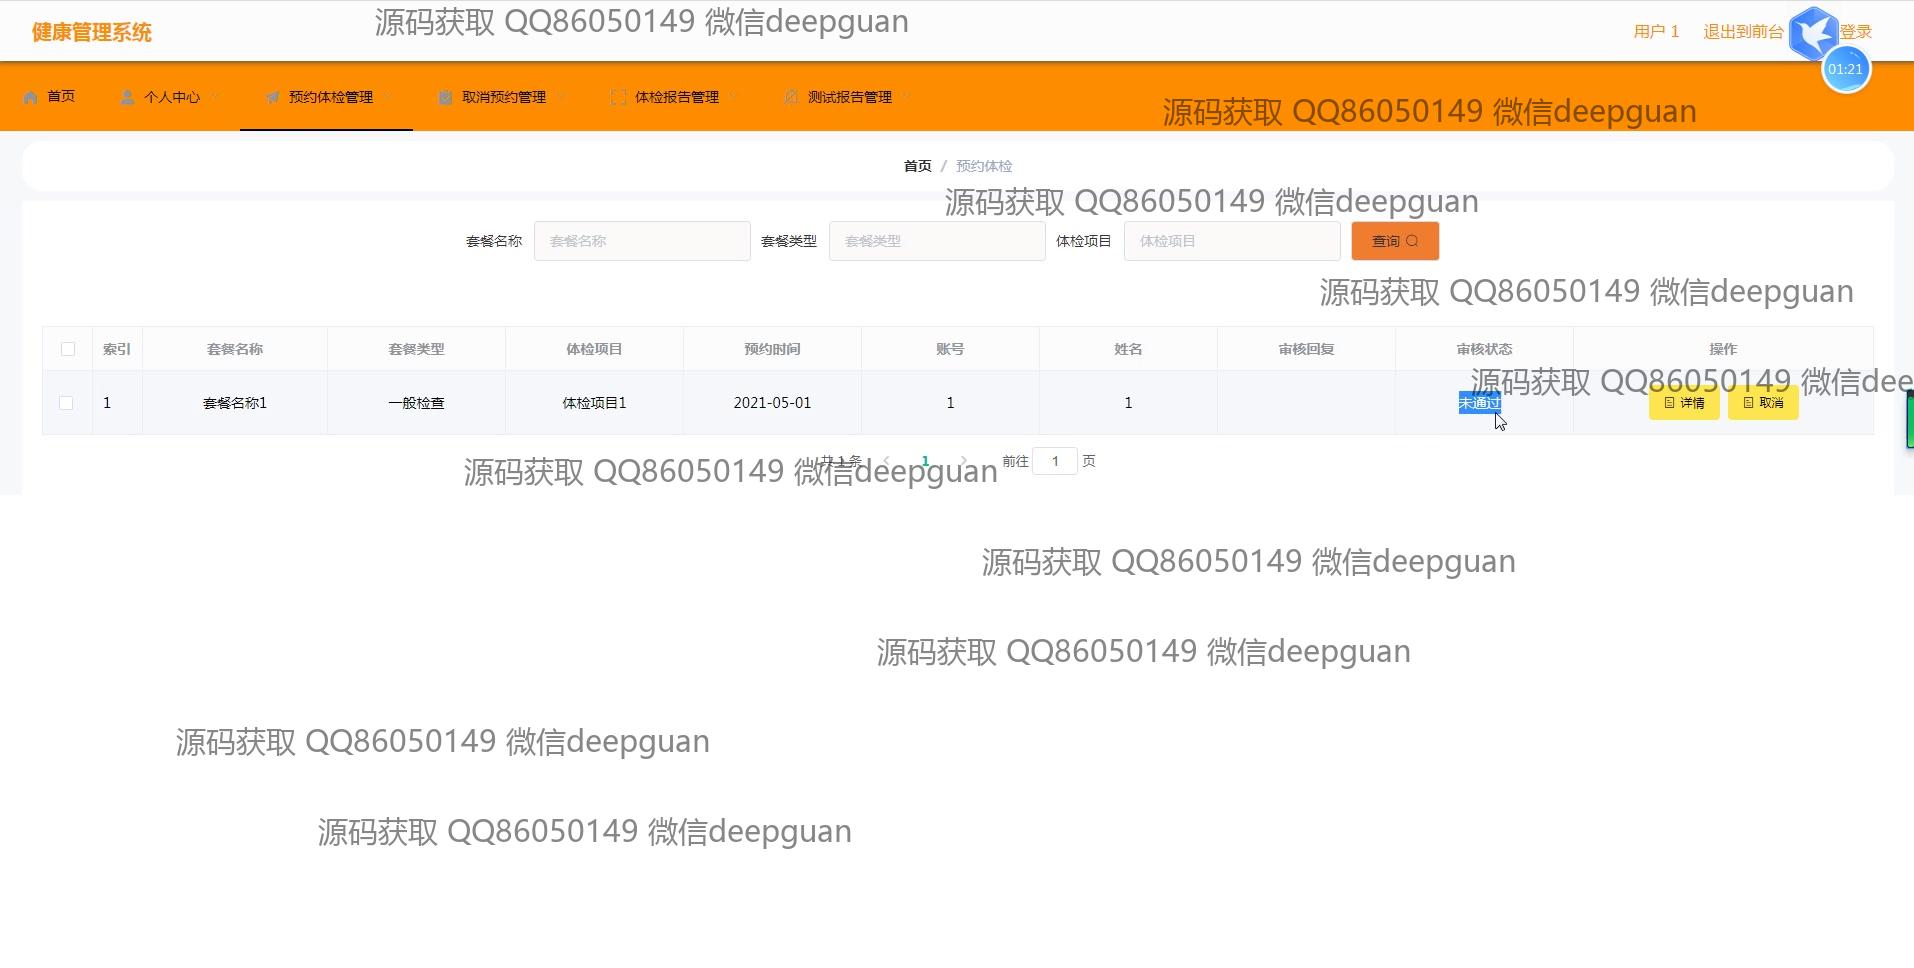 源码获取 QQ86050149 微信deepguan
健康管理系统
用户 1 退出到前台 登录
01:21
首页 个人中心 预约体检管理 取消预约管理 体检报告管理 测试报告管理
源码获取 QQ86050149 微信deepguan
首页 / 预约体检
源码获取 QQ86050149 微信deepguan
套餐名称 套餐名称 套餐类型 套餐类型 体检项目 体检项目 查询
源码获取 QQ86050149 微信deepguan
索引 套餐名称 套餐类型 体检项目 预约时间 账号 姓名 审核回复 审核状态 操作
源码获取 QQ86050149 微信dee
1 套餐名称1 一般检查 体检项目1 2021-05-01 1 1 未通过 详情 取消
共 1 条 1 前往 1 页
源码获取 QQ86050149 微信deepguan
源码获取 QQ86050149 微信deepguan
源码获取 QQ86050149 微信deepguan
源码获取 QQ86050149 微信deepguan
源码获取 QQ86050149 微信deepguan